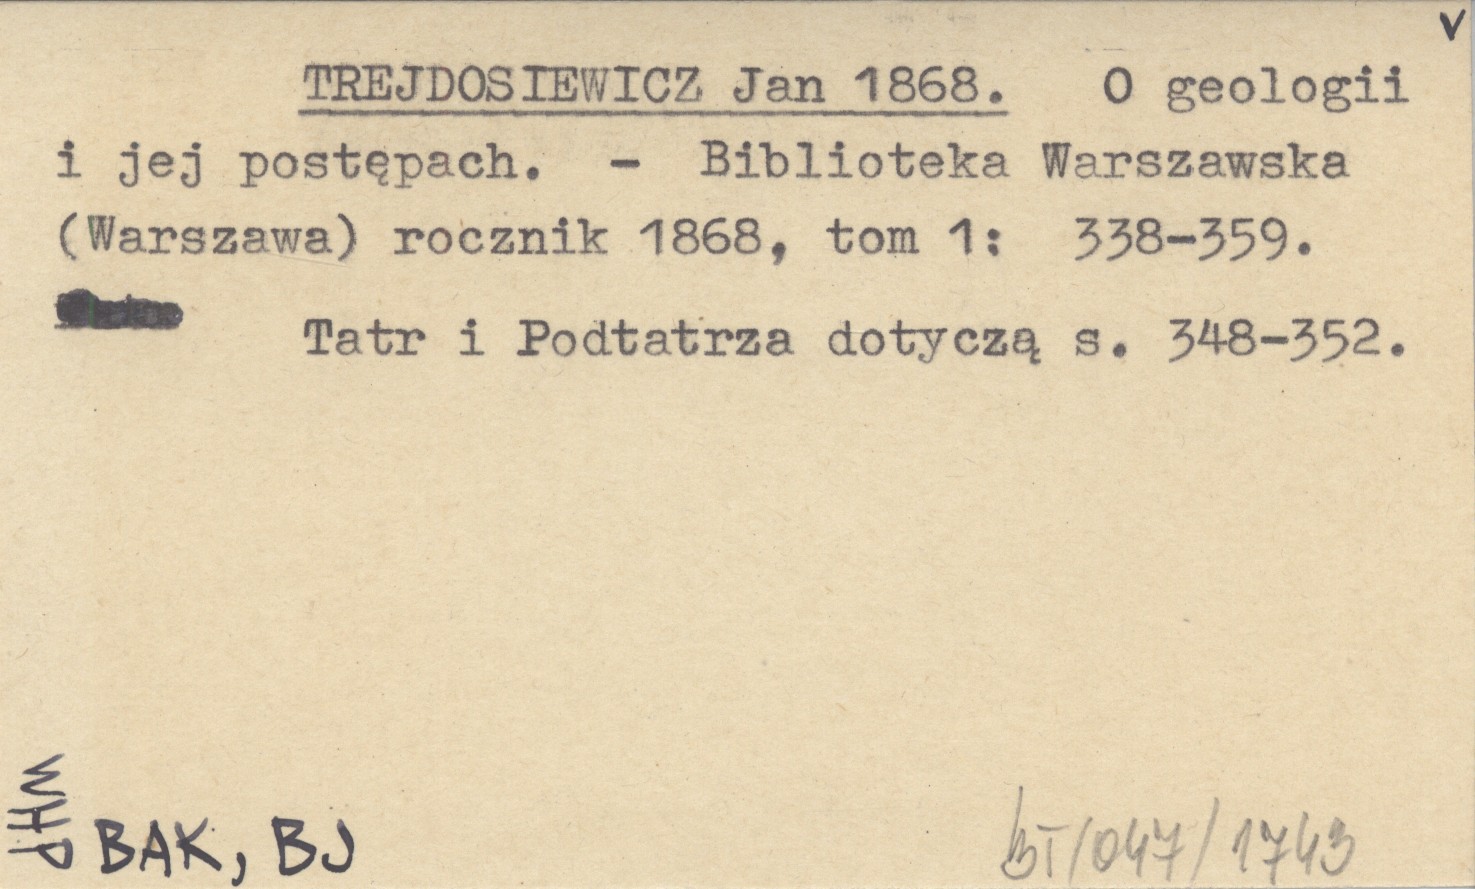 v
TREJDOSIEWICZ Jan 1868. O geologii
i jej postępach. – Biblioteka Warszawska
(Warszawa) rocznik 1868, tom 1: 338–359.
Tatr i Podtatrza dotyczą s. 348–352.
BAK, BJ
BT/047/1743